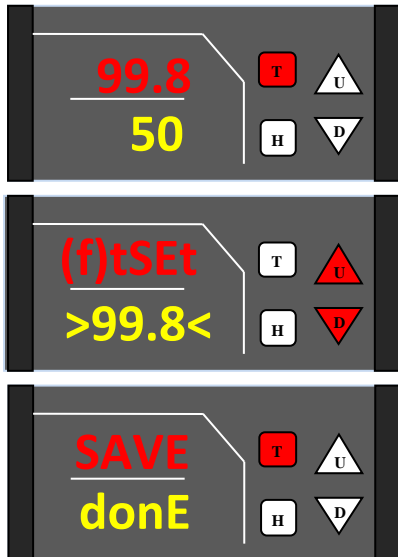 99.8 T U
50 H D
(f)tSEt T U
>99.8< H D
SAVE T U
donE H D